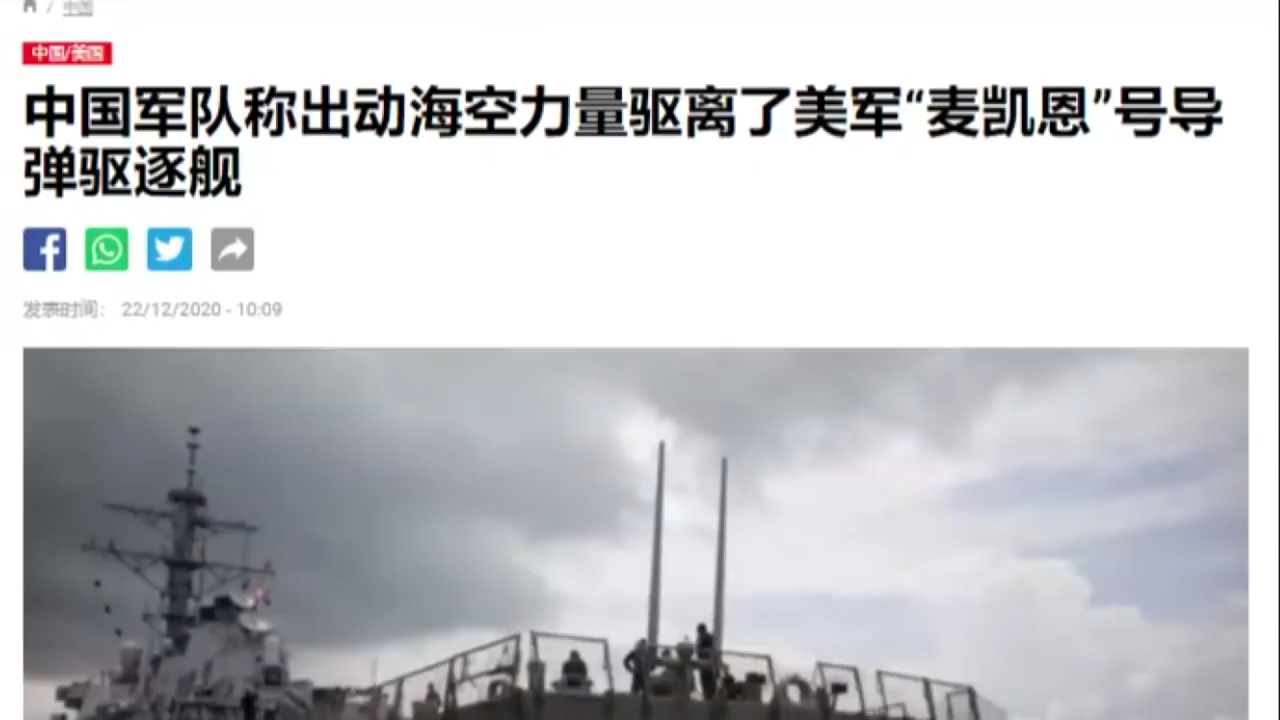 / 中国
中国/美国
中国军队称出动海空力量驱离了美军“麦凯恩”号导
弹驱逐舰
发表时间： 22/12/2020 - 10:09